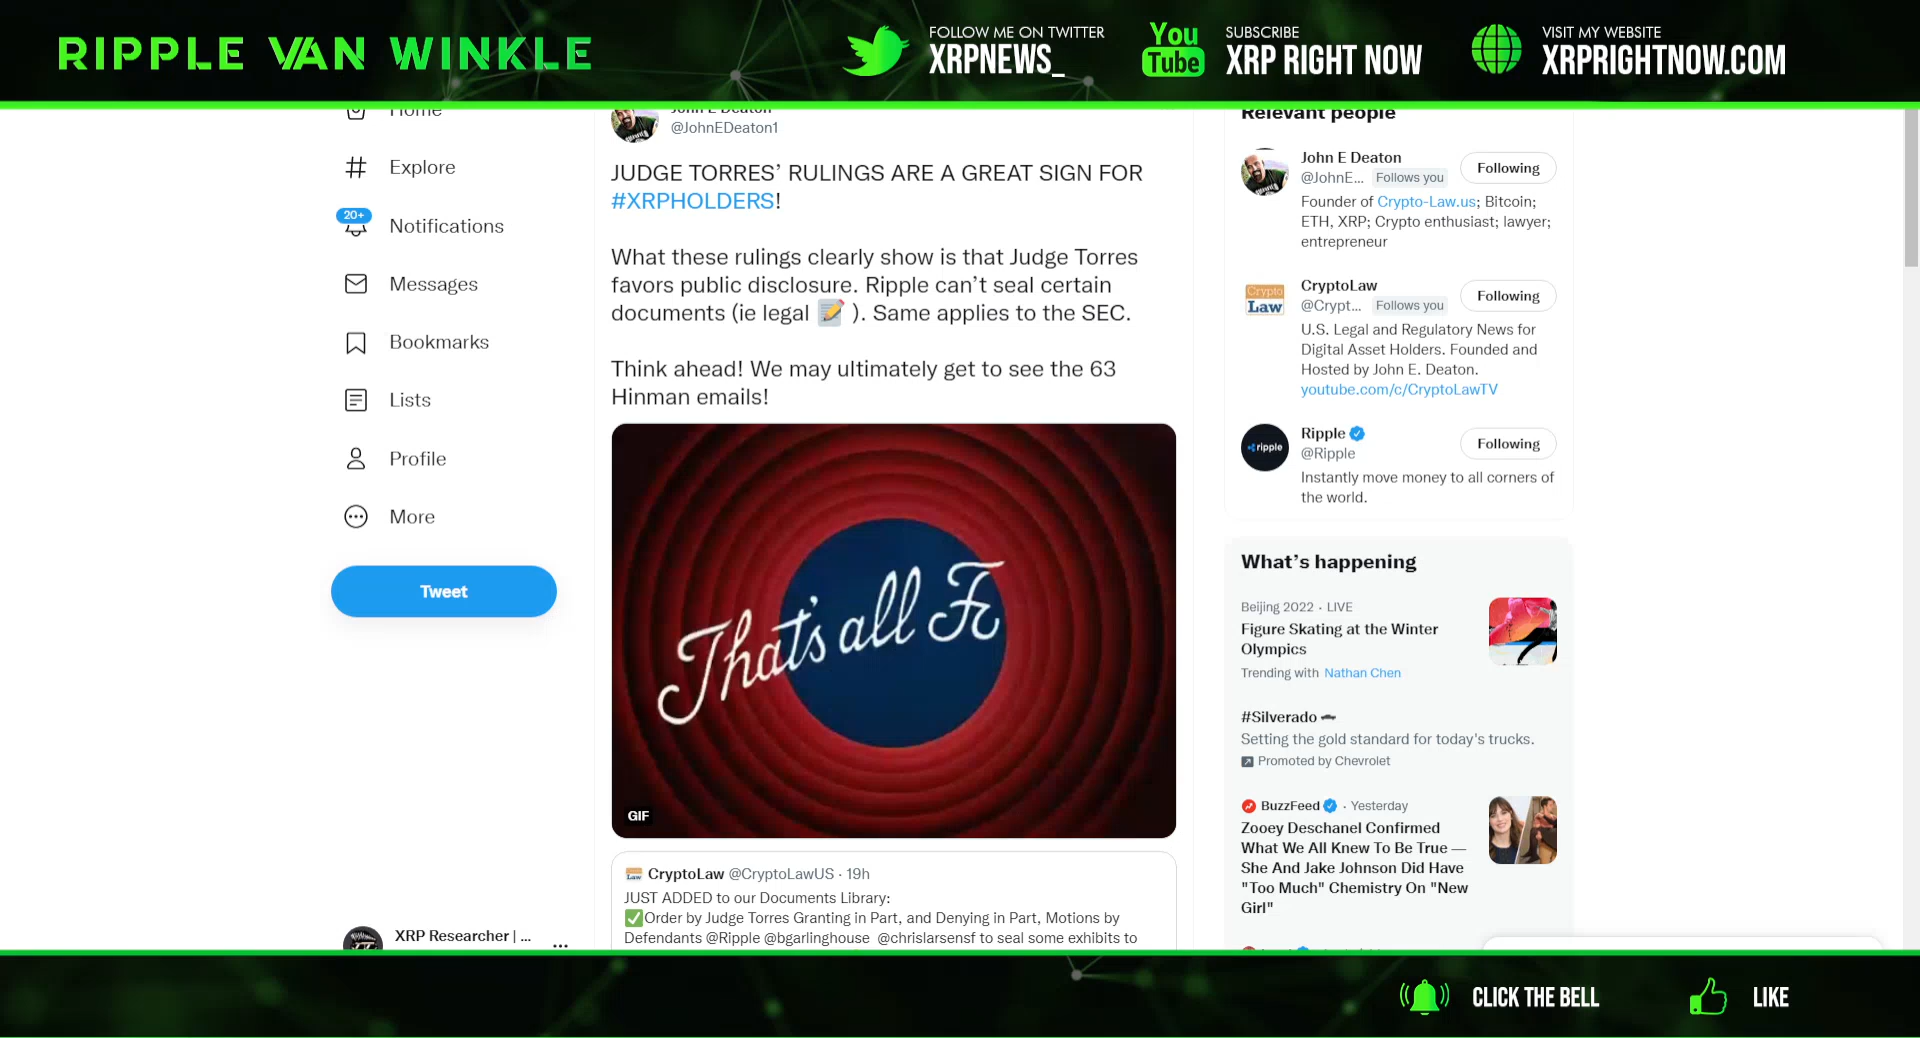 RIPPLE VAN WINKLE
FOLLOW ME ON TWITTER
XRPNEWS_
You
Tube
SUBSCRIBE
XRP RIGHT NOW
VISIT MY WEBSITE
XRPRIGHTNOW.COM
Home
Explore
20+
Notifications
Messages
Bookmarks
Lists
Profile
More
Tweet
XRP Researcher | ...
John E Deaton
@JohnEDeaton1
JUDGE TORRES’ RULINGS ARE A GREAT SIGN FOR
#XRPHOLDERS!
What these rulings clearly show is that Judge Torres
favors public disclosure. Ripple can’t seal certain
documents (ie legal 📝 ). Same applies to the SEC.
Think ahead! We may ultimately get to see the 63
Hinman emails!
That's all Fo
GIF
CryptoLaw @CryptoLawUS · 19h
JUST ADDED to our Documents Library:
✅Order by Judge Torres Granting in Part, and Denying in Part, Motions by
Defendants @Ripple @bgarlinghouse @chrislarsensf to seal some exhibits to
Relevant people
John E Deaton
@JohnE... Follows you
Following
Founder of Crypto-Law.us; Bitcoin;
ETH, XRP; Crypto enthusiast; lawyer;
entrepreneur
Crypto
Law
CryptoLaw
@Crypt... Follows you
Following
U.S. Legal and Regulatory News for
Digital Asset Holders. Founded and
Hosted by John E. Deaton.
youtube.com/c/CryptoLawTV
ripple
Ripple
@Ripple
Following
Instantly move money to all corners of
the world.
What’s happening
Beijing 2022 · LIVE
Figure Skating at the Winter
Olympics
Trending with Nathan Chen
#Silverado
Setting the gold standard for today's trucks.
Promoted by Chevrolet
BuzzFeed · Yesterday
Zooey Deschanel Confirmed
What We All Knew To Be True —
She And Jake Johnson Did Have
"Too Much" Chemistry On "New
Girl"
CLICK THE BELL
LIKE